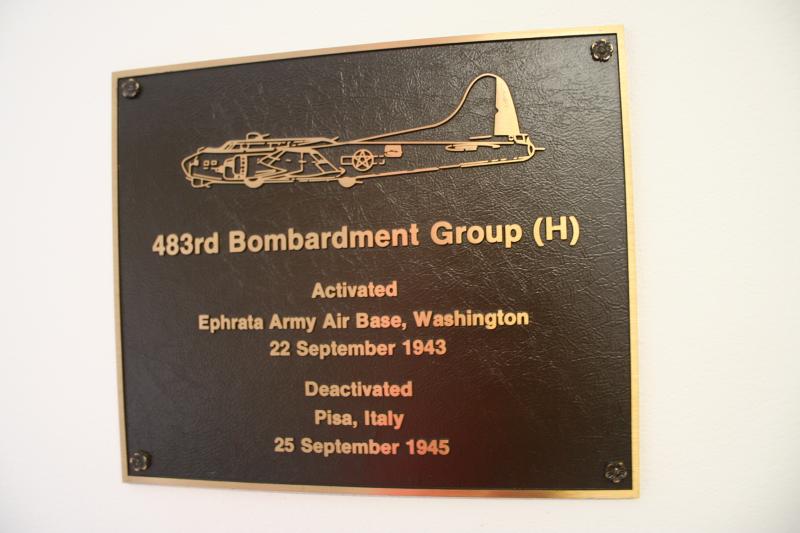 483rd Bombardment Group (H)
Activated
Ephrata Army Air Base, Washington
22 September 1943
Deactivated
Pisa, Italy
25 September 1945